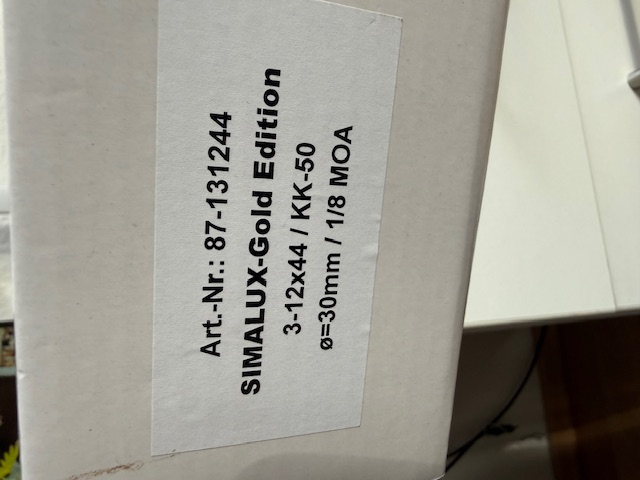 Art.-Nr.: 87-131244
SIMALUX-Gold Edition
3-12x44 / KK-50
ø=30mm / 1/8 MOA